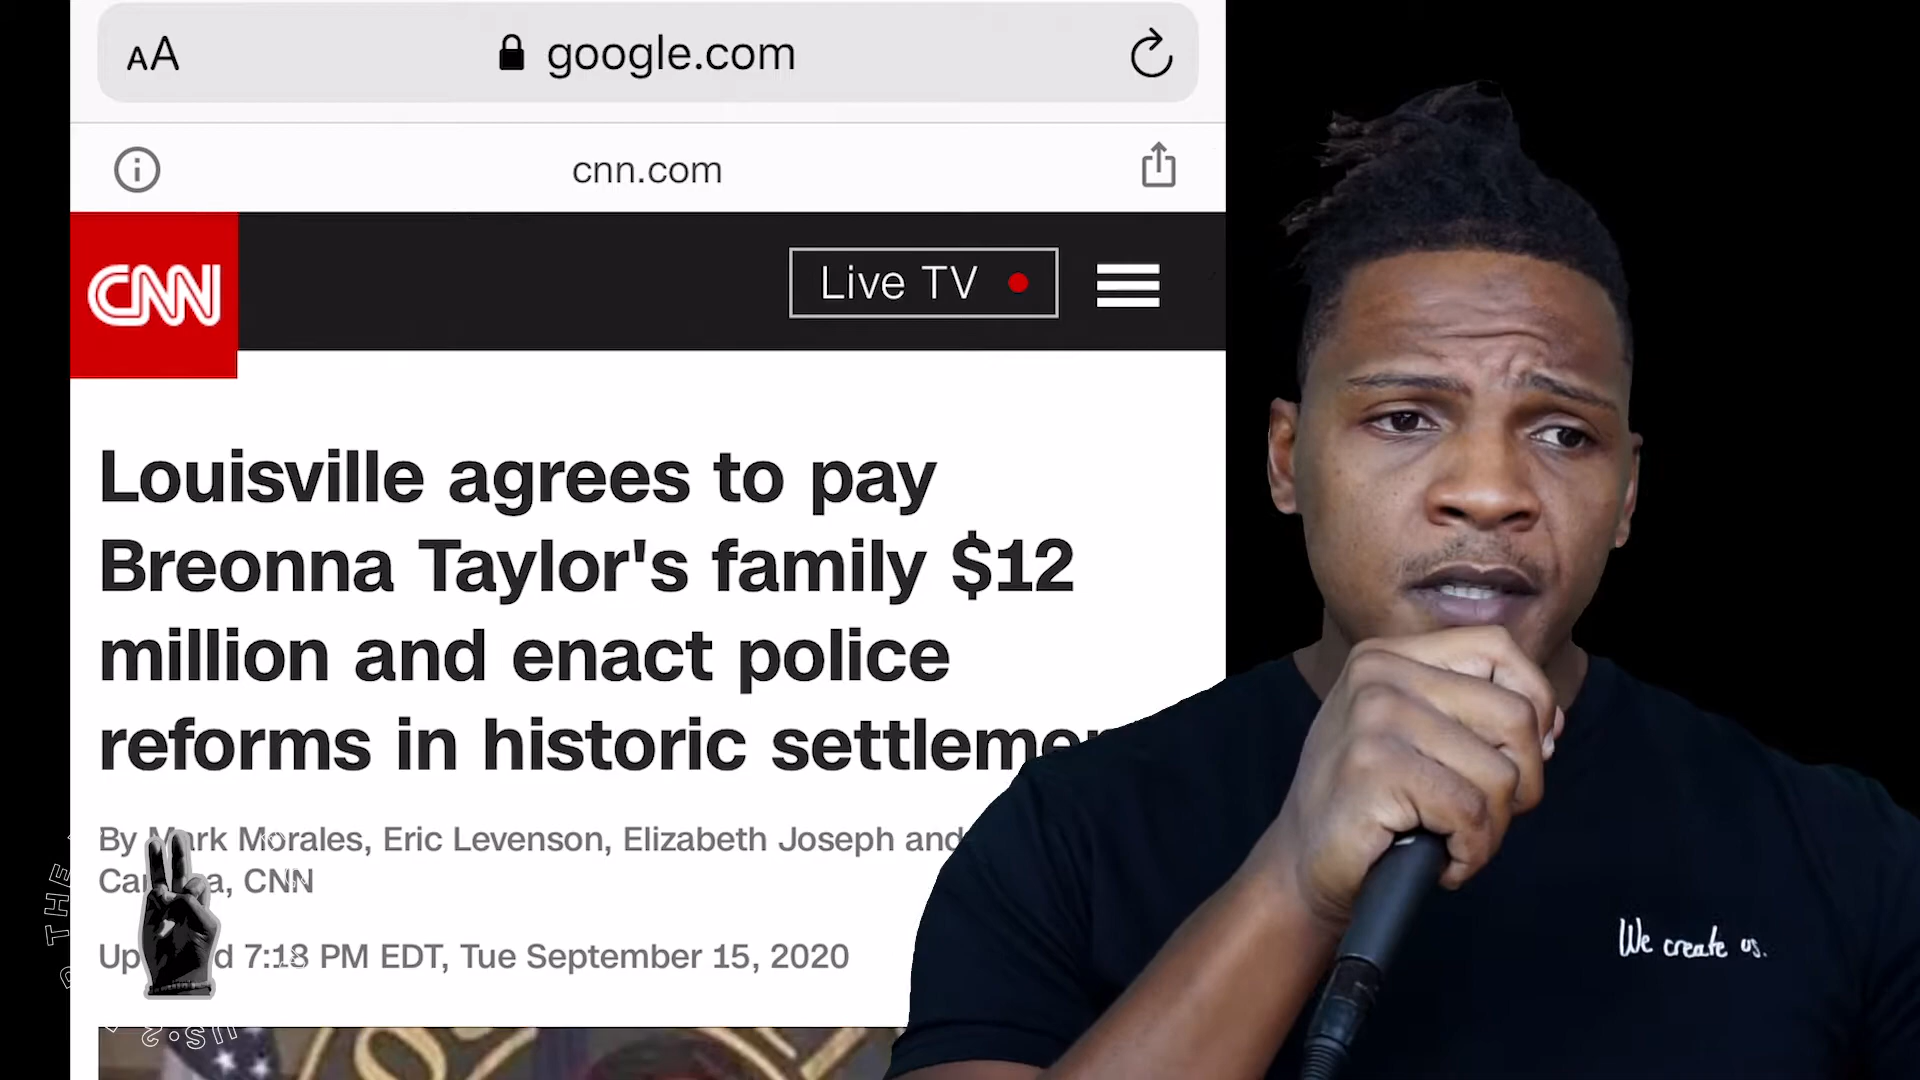 AA google.com
cnn.com
CNN Live TV
Louisville agrees to pay
Breonna Taylor's family $12
million and enact police
reforms in historic
By Mark Morales, Eric Levenson, Elizabeth Joseph and
CNN
7:18 PM EDT, Tue September 15, 2020
We create us.
THE